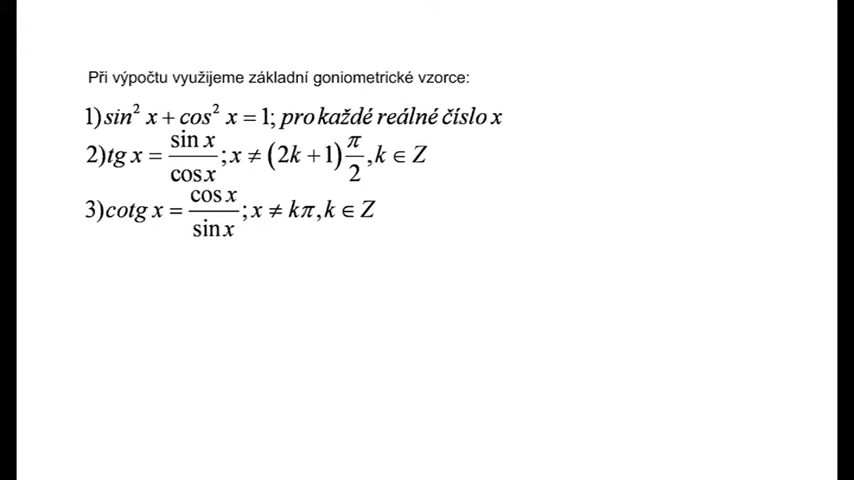 Při výpočtu využijeme základní goniometrické vzorce:
1) sin² x + cos² x = 1; pro každé reálné číslo x
2) tg x = sin x / cos x ; x ≠ (2k + 1) π/2 , k ∈ Z
3) cotg x = cos x / sin x ; x ≠ kπ , k ∈ Z